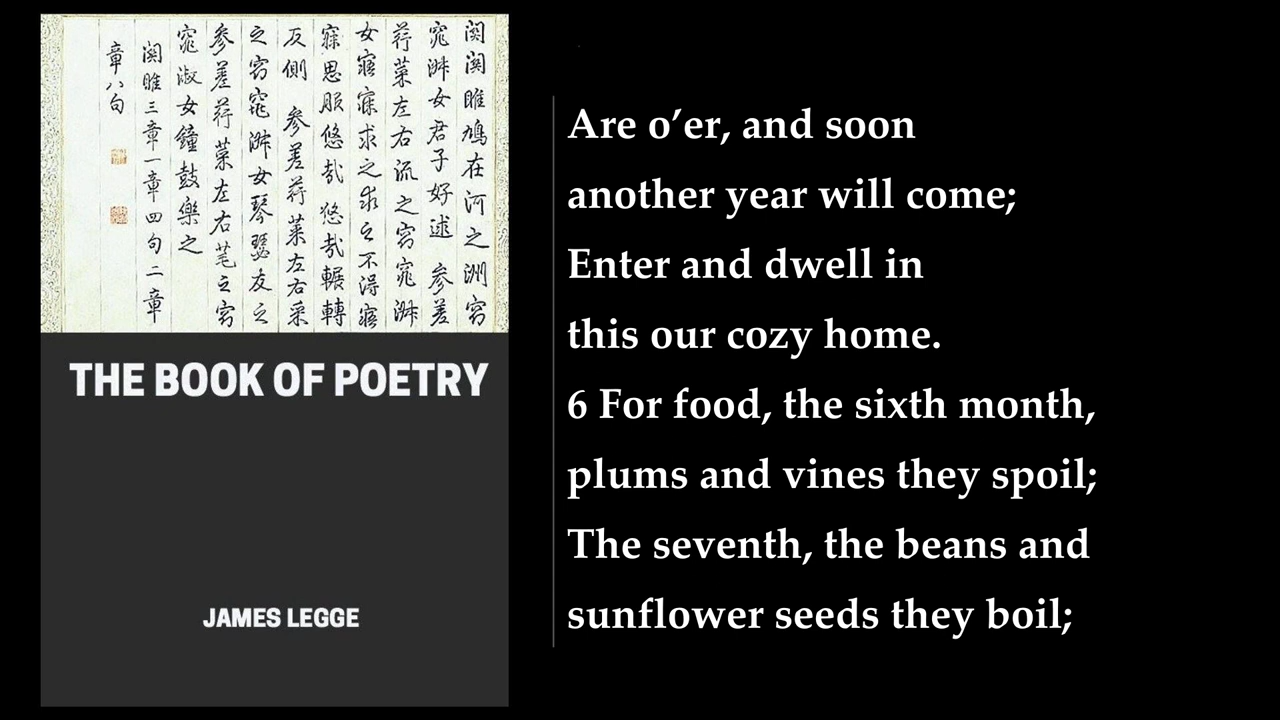 關關雎鳩在河之洲窈
窕淑女君子好逑 參差
荇菜左右流之窈窕淑
女寤寐求之求之不得寤
寐思服悠哉悠哉輾轉
反側 參差荇菜左右采
之窈窕淑女琴瑟友之
參差荇菜左右芼之窈
窕淑女鐘鼓樂之
關雎三章一章四句二章
章八句
THE BOOK OF POETRY
JAMES LEGGE
Are o’er, and soon
another year will come;
Enter and dwell in
this our cozy home.
6 For food, the sixth month,
plums and vines they spoil;
The seventh, the beans and
sunflower seeds they boil;